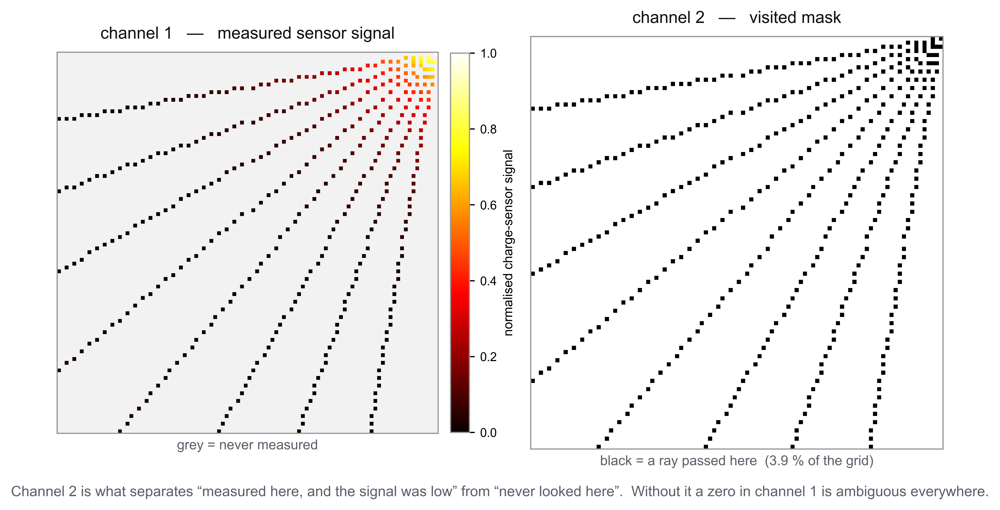 channel 1 — measured sensor signal
channel 2 — visited mask
1.0
0.8
0.6
0.4
0.2
0.0
normalised charge-sensor signal
grey = never measured
black = a ray passed here (3.9 % of the grid)
Channel 2 is what separates “measured here, and the signal was low” from “never looked here”. Without it a zero in channel 1 is ambiguous everywhere.